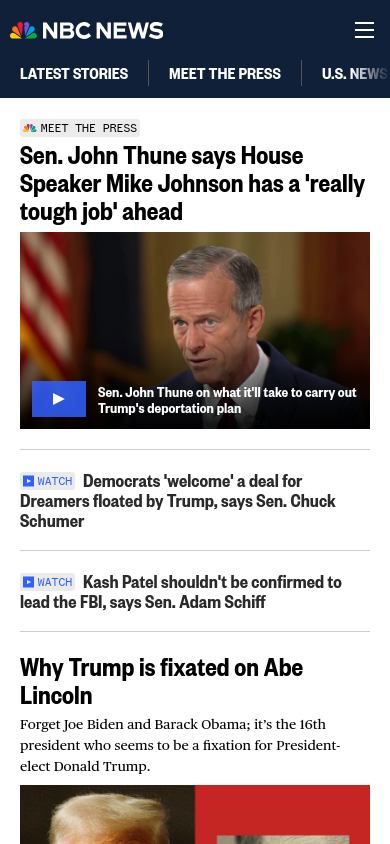 NBC NEWS
LATEST STORIES
MEET THE PRESS
U.S. NEWS
MEET THE PRESS
Sen. John Thune says House
Speaker Mike Johnson has a 'really
tough job' ahead
Sen. John Thune on what it'll take to carry out
Trump's deportation plan
WATCH Democrats 'welcome' a deal for
Dreamers floated by Trump, says Sen. Chuck
Schumer
WATCH Kash Patel shouldn't be confirmed to
lead the FBI, says Sen. Adam Schiff
Why Trump is fixated on Abe
Lincoln
Forget Joe Biden and Barack Obama; it’s the 16th
president who seems to be a fixation for President-
elect Donald Trump.